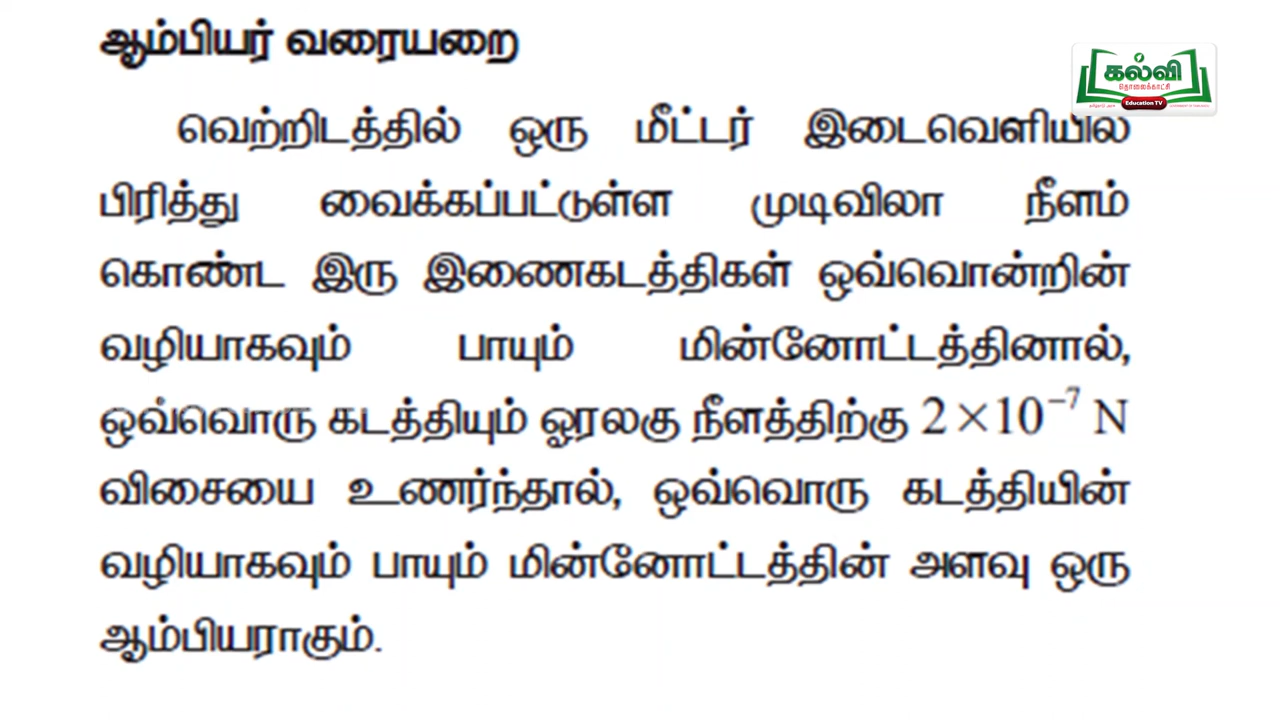 ஆம்பியர் வரையறை
கல்வி
தொலைக்காட்சி
Education TV
வெற்றிடத்தில் ஒரு மீட்டர் இடைவெளியில்
பிரித்து வைக்கப்பட்டுள்ள முடிவிலா நீளம்
கொண்ட இரு இணைகடத்திகள் ஒவ்வொன்றின்
வழியாகவும் பாயும் மின்னோட்டத்தினால்,
ஒவ்வொரு கடத்தியும் ஓரலகு நீளத்திற்கு 2×10⁻⁷ N
விசையை உணர்ந்தால், ஒவ்வொரு கடத்தியின்
வழியாகவும் பாயும் மின்னோட்டத்தின் அளவு ஒரு
ஆம்பியராகும்.